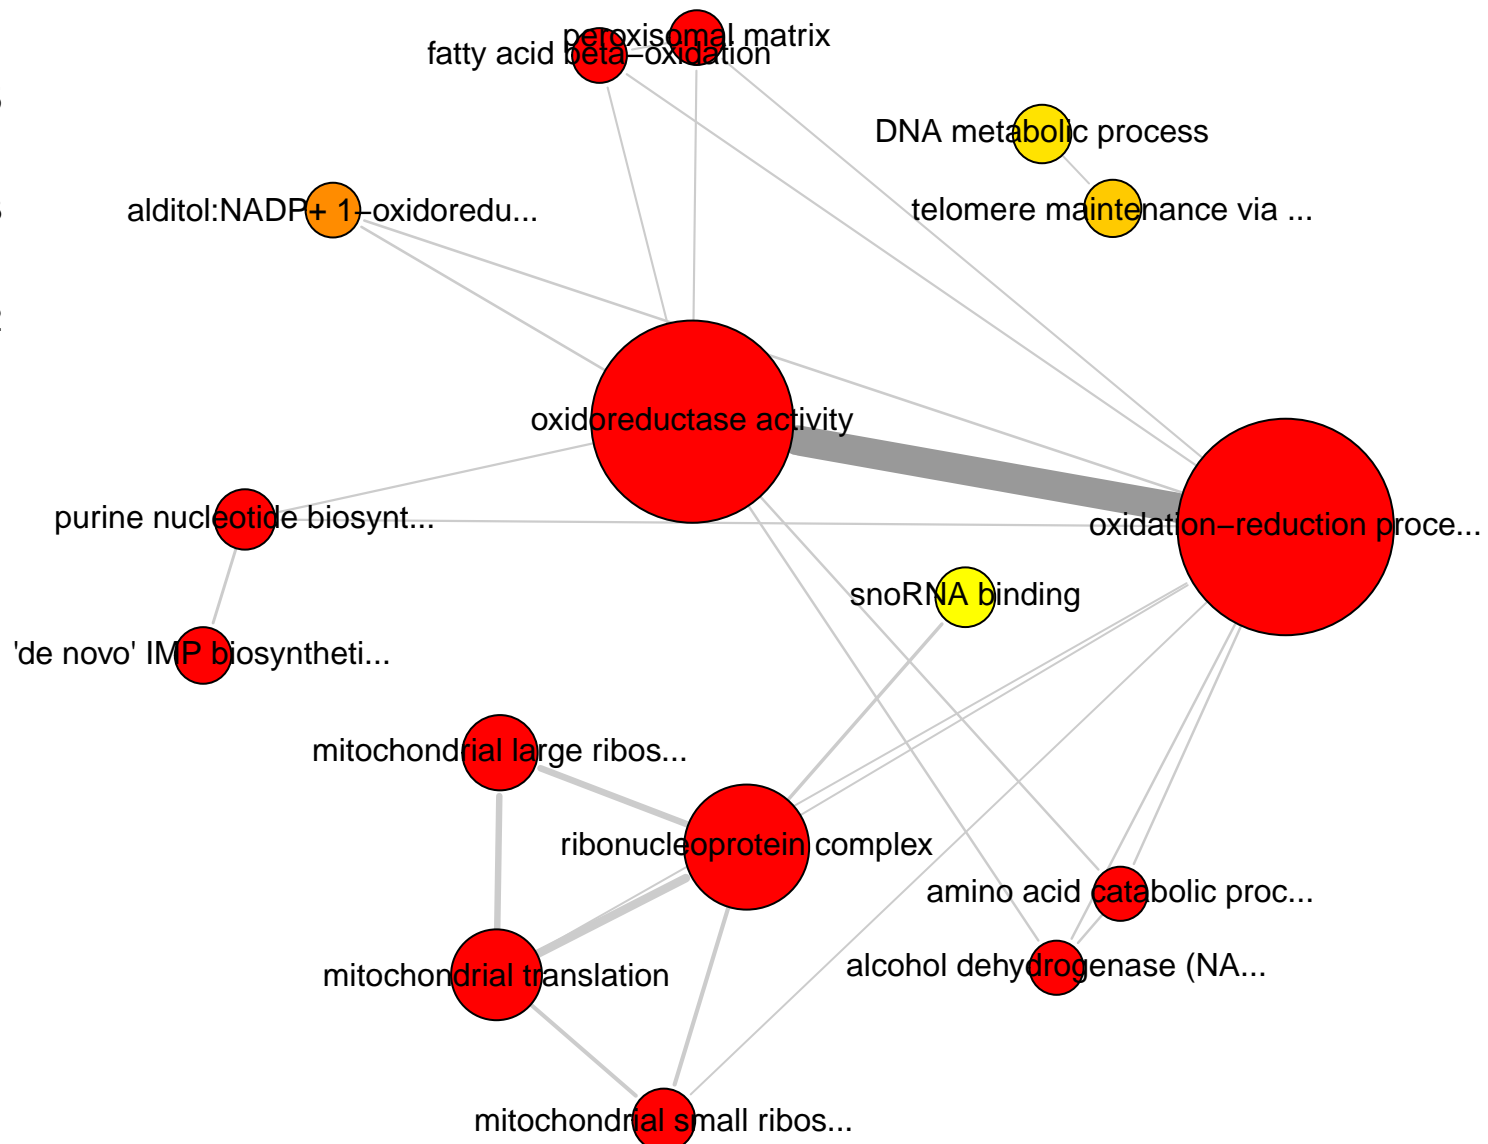 peroxisomal matrix
fatty acid beta−oxidation
DNA metabolic process
alditol:NADP+ 1−oxidoredu...
telomere maintenance via ...
oxidoreductase activity
purine nucleotide biosynt...
oxidation−reduction proce...
snoRNA binding
'de novo' IMP biosyntheti...
mitochondrial large ribos...
ribonucleoprotein complex
amino acid catabolic proc...
alcohol dehydrogenase (NA...
mitochondrial translation
mitochondrial small ribos...